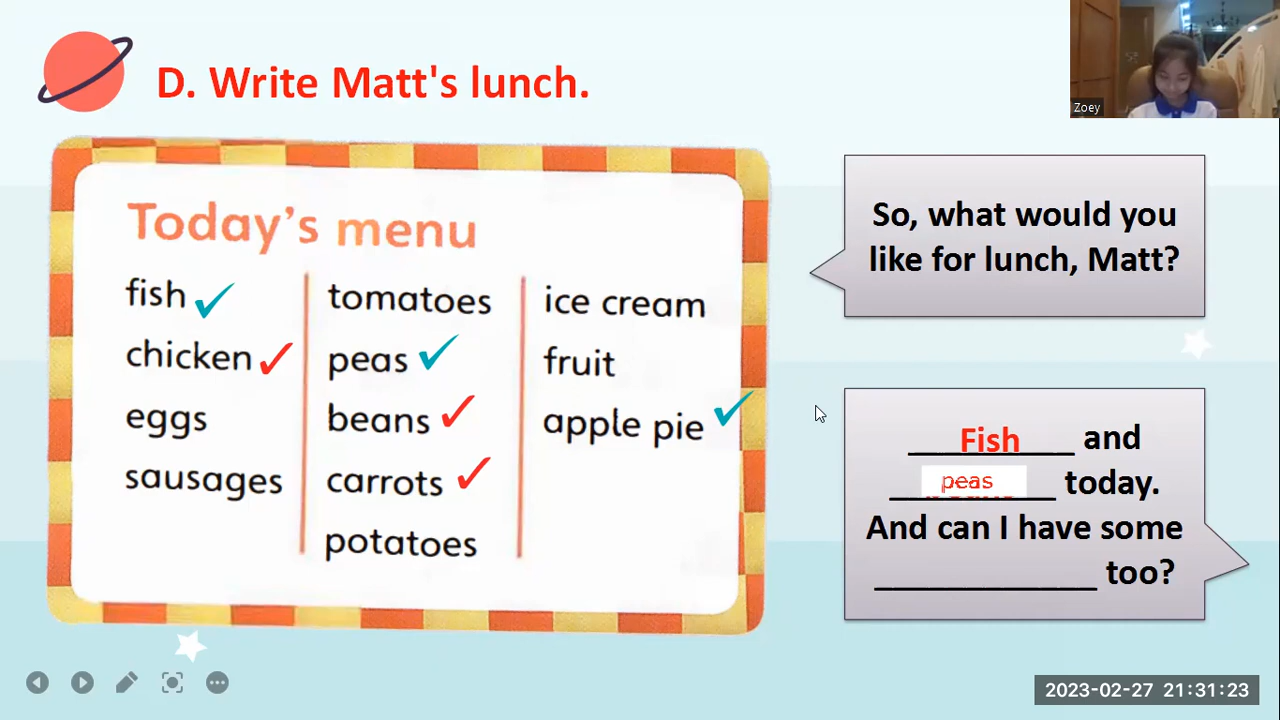 D. Write Matt's lunch.
Zoey
Today's menu
fish
chicken
eggs
sausages
tomatoes
peas
beans
carrots
potatoes
ice cream
fruit
apple pie
So, what would you
like for lunch, Matt?
Fish and
peas today.
And can I have some
too?
2023-02-27 21:31:23